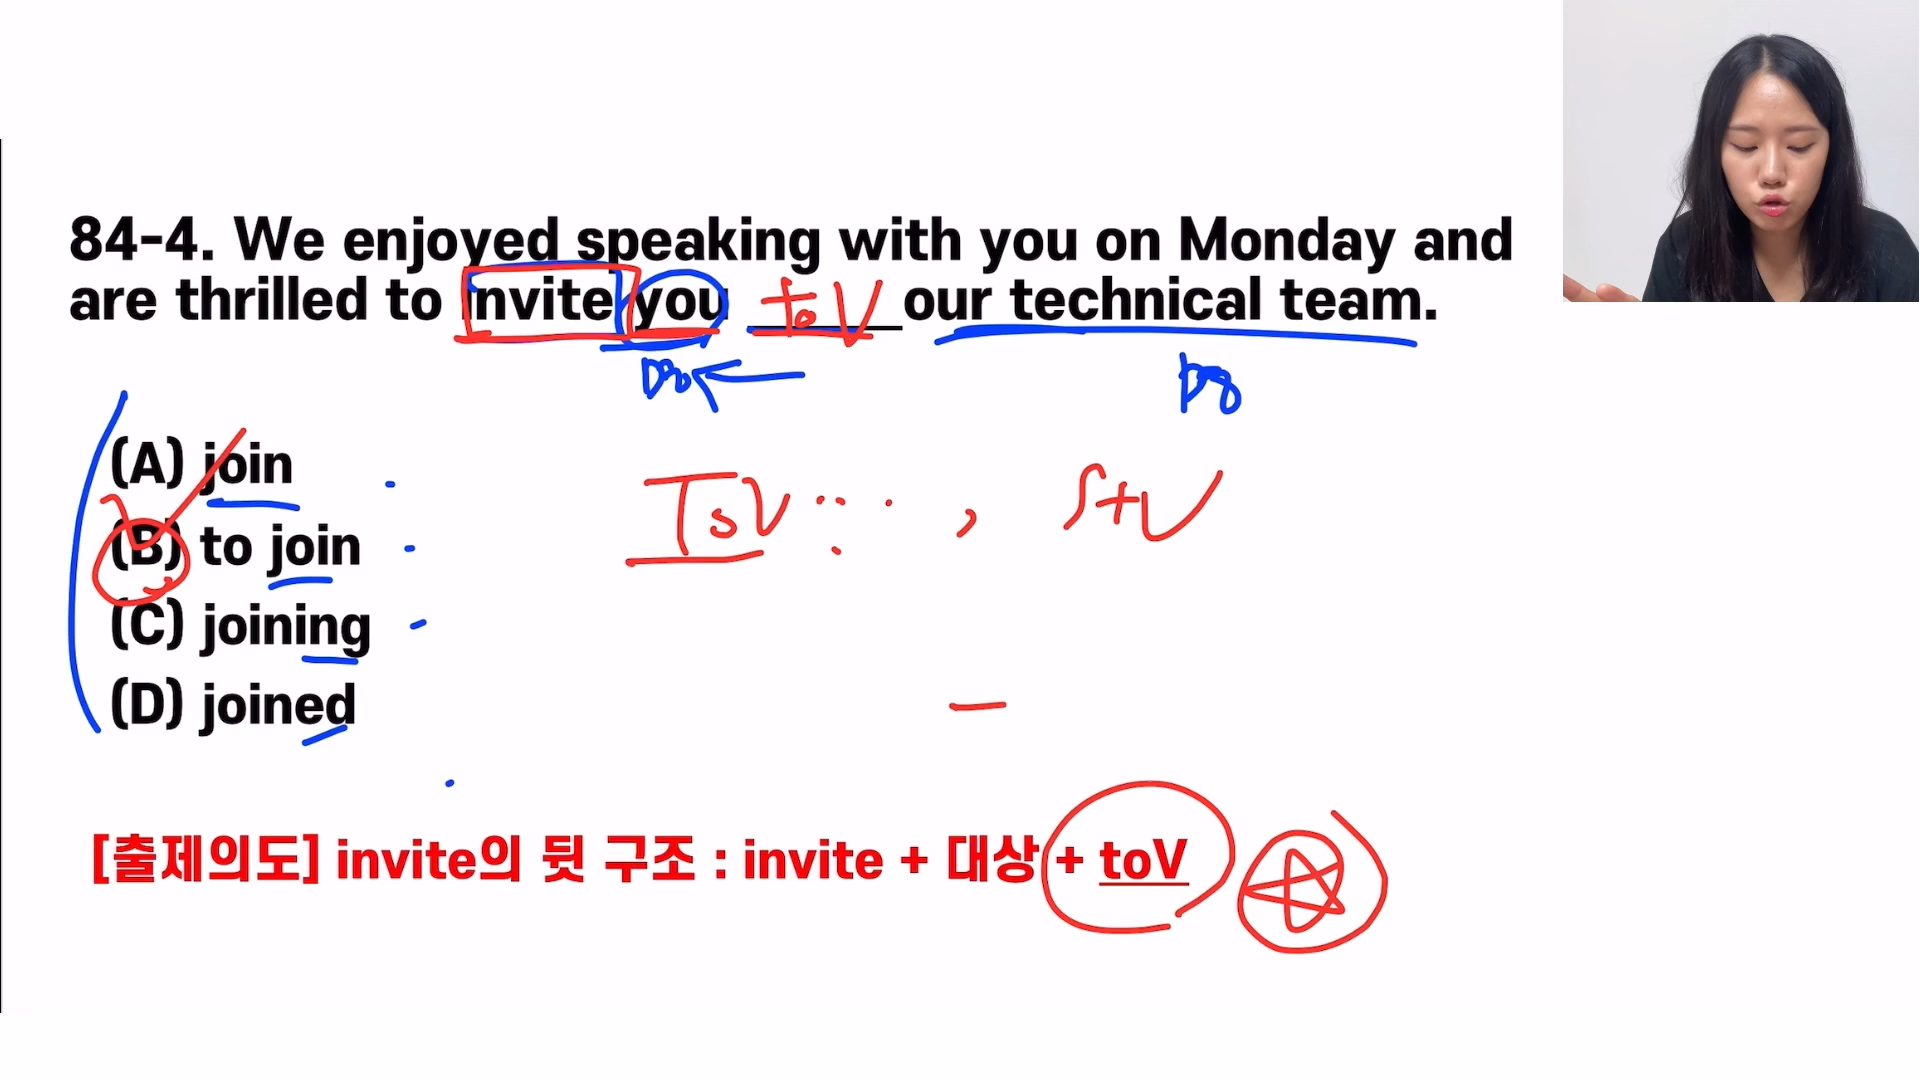 84-4. We enjoyed speaking with you on Monday and
are thrilled to invite you toV our technical team.
(A) join
(B) to join
(C) joining
(D) joined
ToV , S+V
[출제의도] invite의 뒷 구조 : invite + 대상 + toV